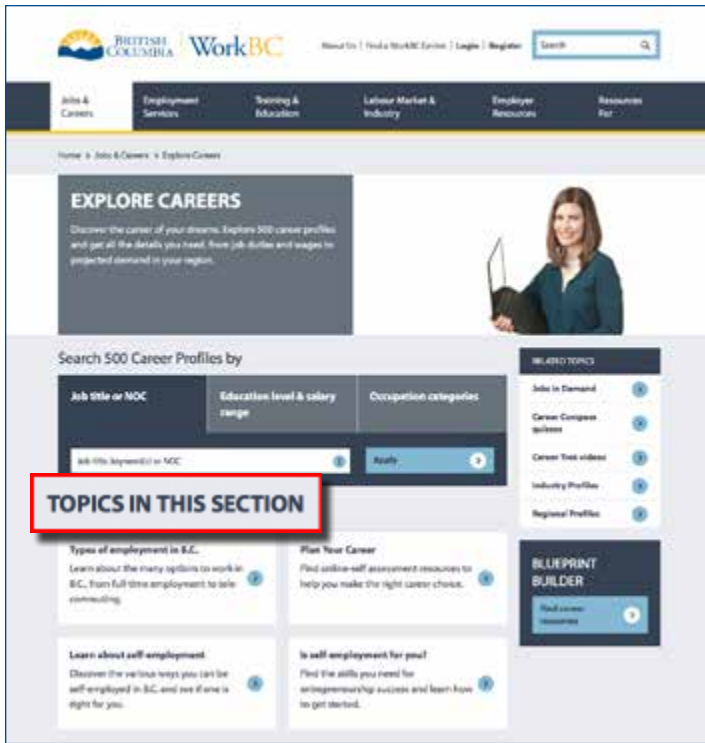 BRITISH COLUMBIA
WorkBC
About Us | Find a WorkBC Centre | Login | Register
Search
Jobs & Careers
Employment Services
Training & Education
Labour Market & Industry
Employer Resources
Resources For
Home > Jobs & Careers > Explore Careers
EXPLORE CAREERS
Discover the career of your dreams. Explore 500 career profiles
and get all the details you need, from job duties and wages to
projected demand in your region.
Search 500 Career Profiles by
Job title or NOC
Education level & salary
range
Occupation categories
Job title, keyword(s) or NOC
Apply
TOPICS IN THIS SECTION
Types of employment in B.C.
Learn about the many options to work in
B.C., from full-time employment to tele
commuting.
Plan Your Career
Find online self assessment resources to
help you make the right career choice.
Learn about self-employment
Discover the various ways you can be
self-employed in B.C. and see if one is
right for you.
Is self-employment for you?
Find the skills you need for
entrepreneurship success and learn how
to get started.
RELATED TOPICS
Jobs in Demand
Career Compass
quizzes
Career Trek videos
Industry Profiles
Regional Profiles
BLUEPRINT
BUILDER
Find career
resources